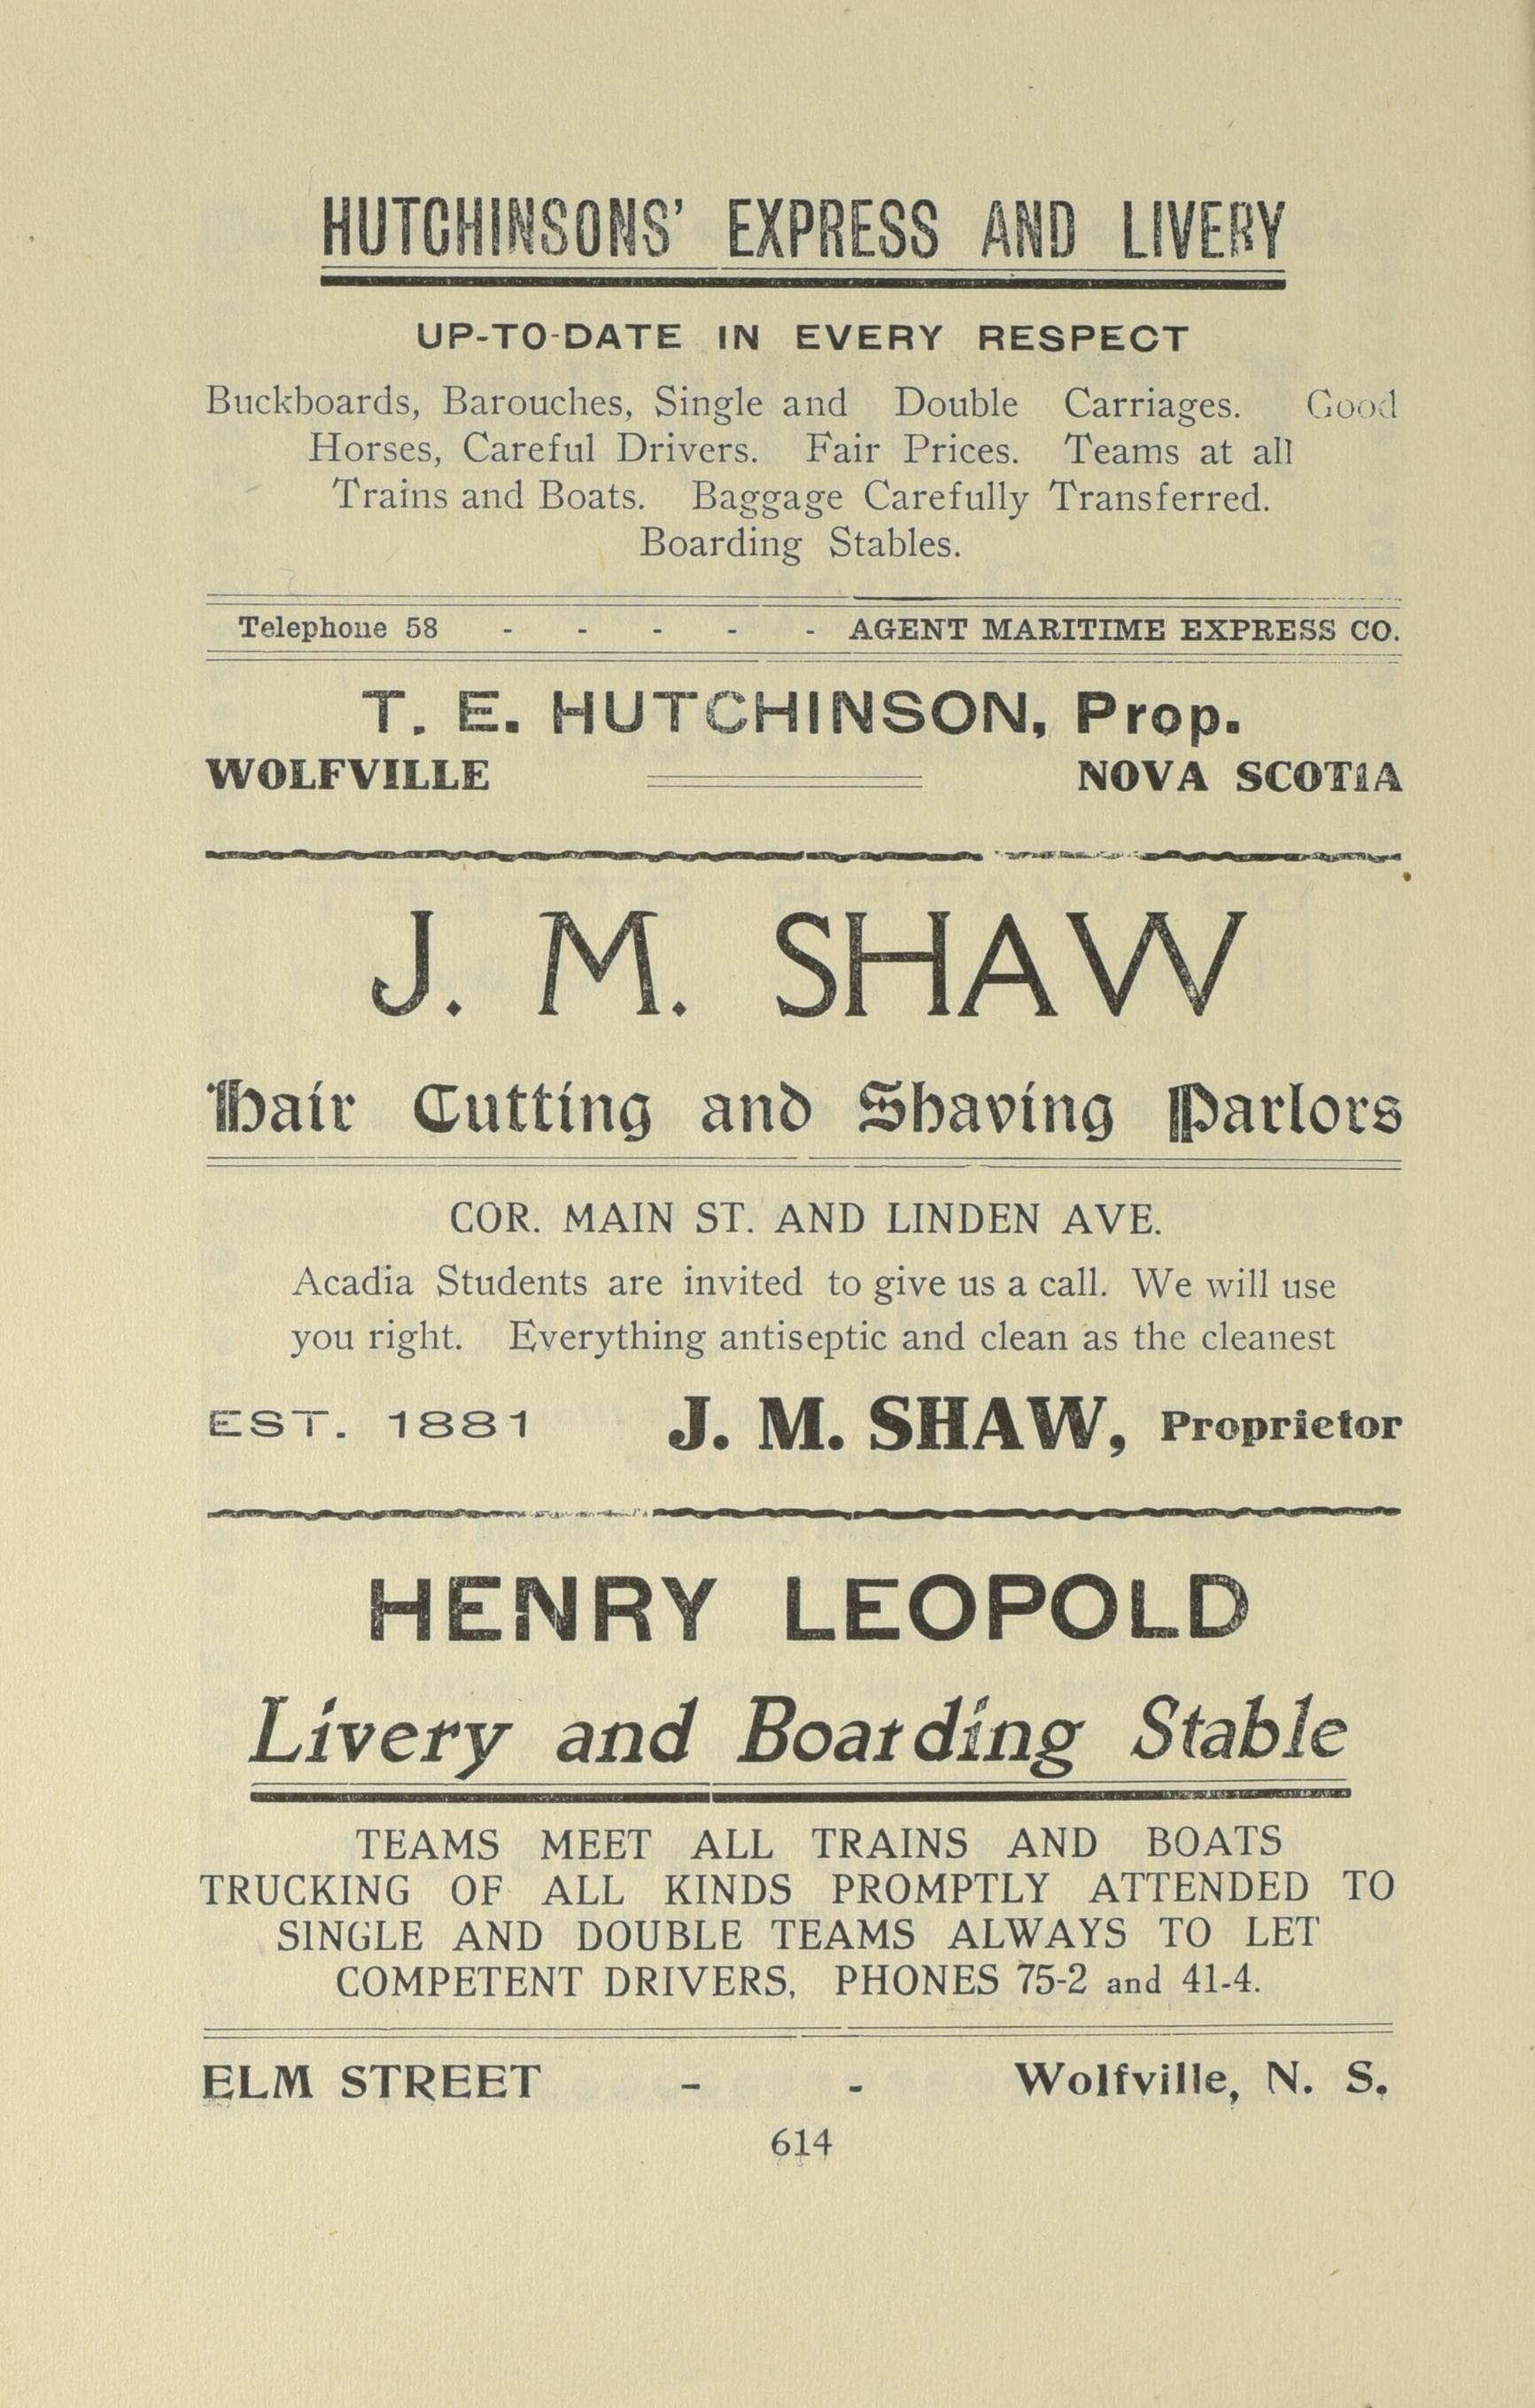 HUTCHINSONS' EXPRESS AND LIVERY
UP-TO-DATE IN EVERY RESPECT
Buckboards, Barouches, Single and Double Carriages. Good
Horses, Careful Drivers. Fair Prices. Teams at all
Trains and Boats. Baggage Carefully Transferred.
Boarding Stables.
Telephone 58 - - - - - AGENT MARITIME EXPRESS CO.
T. E. HUTCHINSON, Prop.
WOLFVILLE NOVA SCOTIA
J. M. SHAW
Hair Cutting and Shaving Parlors
COR. MAIN ST. AND LINDEN AVE.
Acadia Students are invited to give us a call. We will use
you right. Everything antiseptic and clean as the cleanest
EST. 1881 J. M. SHAW, Proprietor
HENRY LEOPOLD
Livery and Boarding Stable
TEAMS MEET ALL TRAINS AND BOATS
TRUCKING OF ALL KINDS PROMPTLY ATTENDED TO
SINGLE AND DOUBLE TEAMS ALWAYS TO LET
COMPETENT DRIVERS, PHONES 75-2 and 41-4.
ELM STREET - - Wolfville, N. S.
614